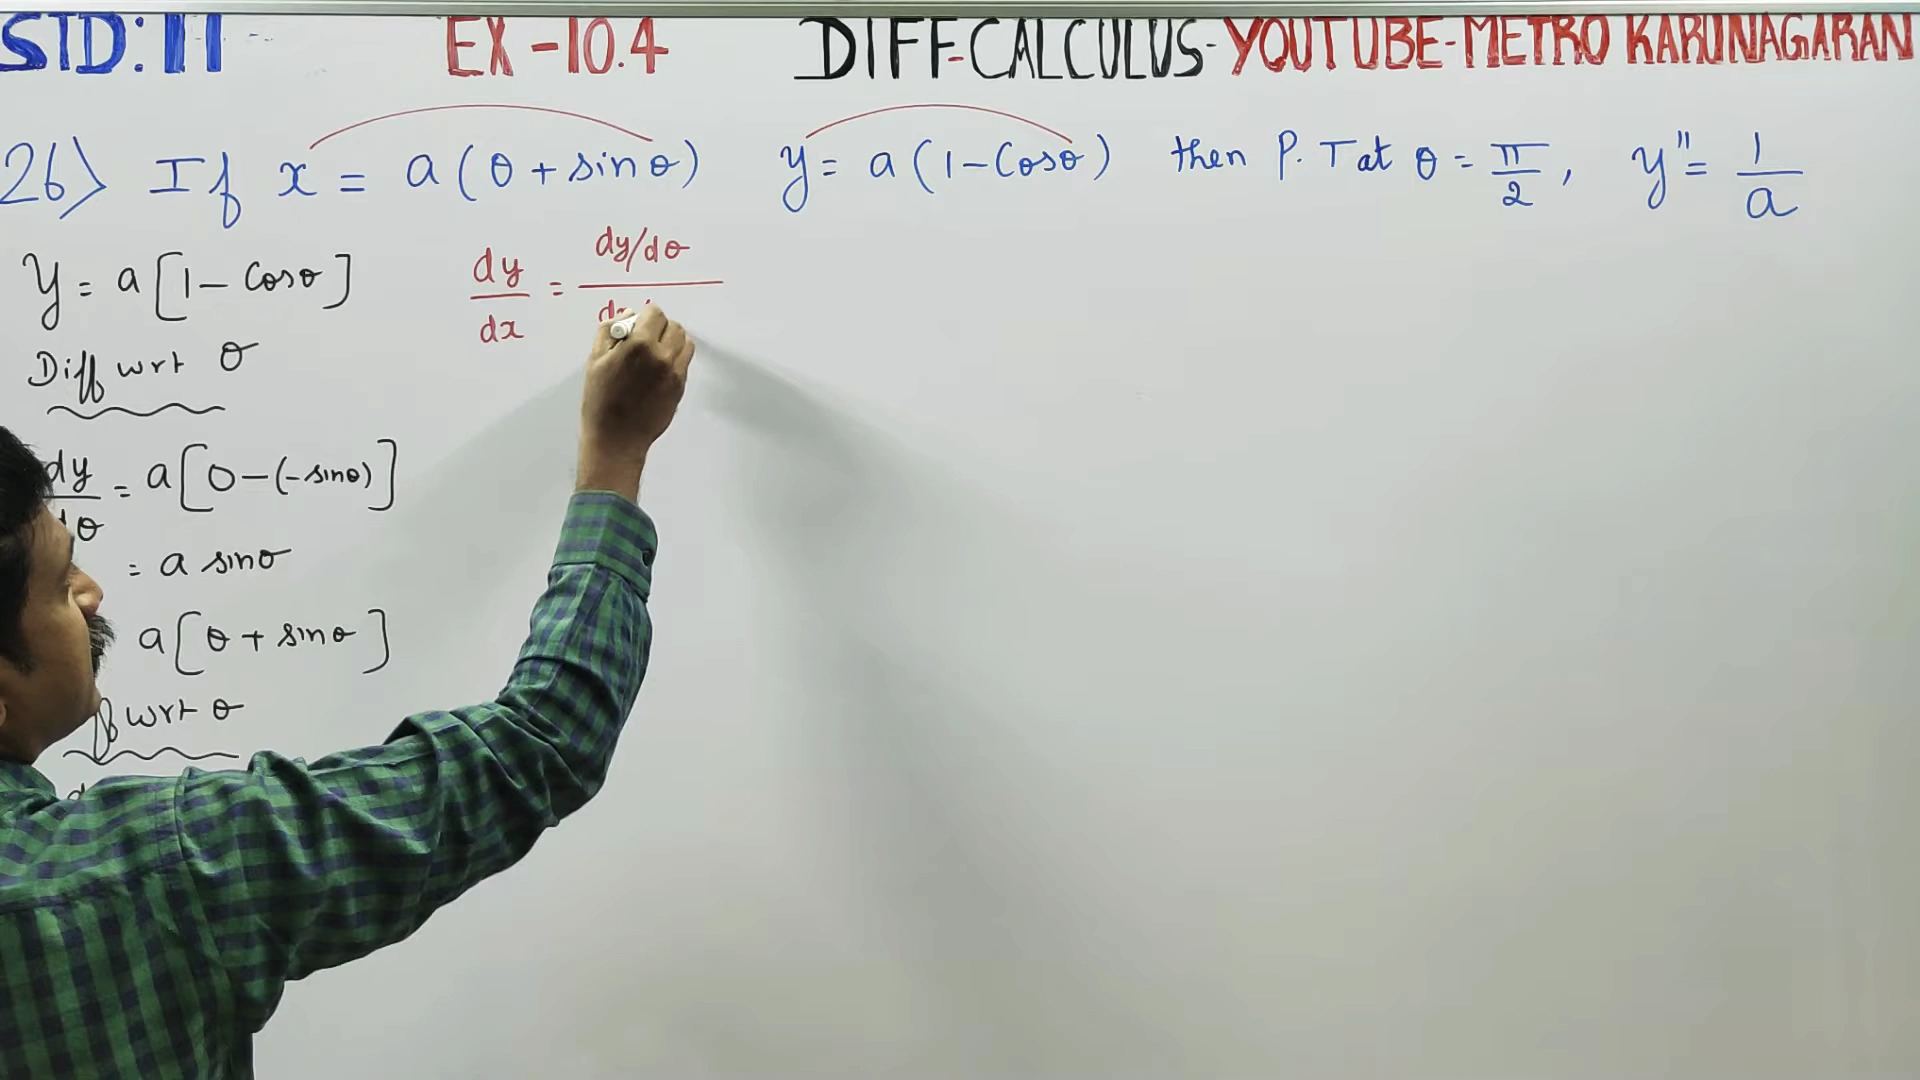 STD: 11 EX-10.4 DIFF-CALCULUS-YOUTUBE-METRO KARUNAGARAN
26> If x = a(θ + sinθ) y = a(1-Cosθ) then P.T at θ = π/2, y" = 1/a
y = a[1 - Cosθ]
Diff wrt θ
dy/dθ = a[0-(-sinθ)]
= a sinθ
a[θ + sinθ]
wrt θ
dy/dx = dy/dθ